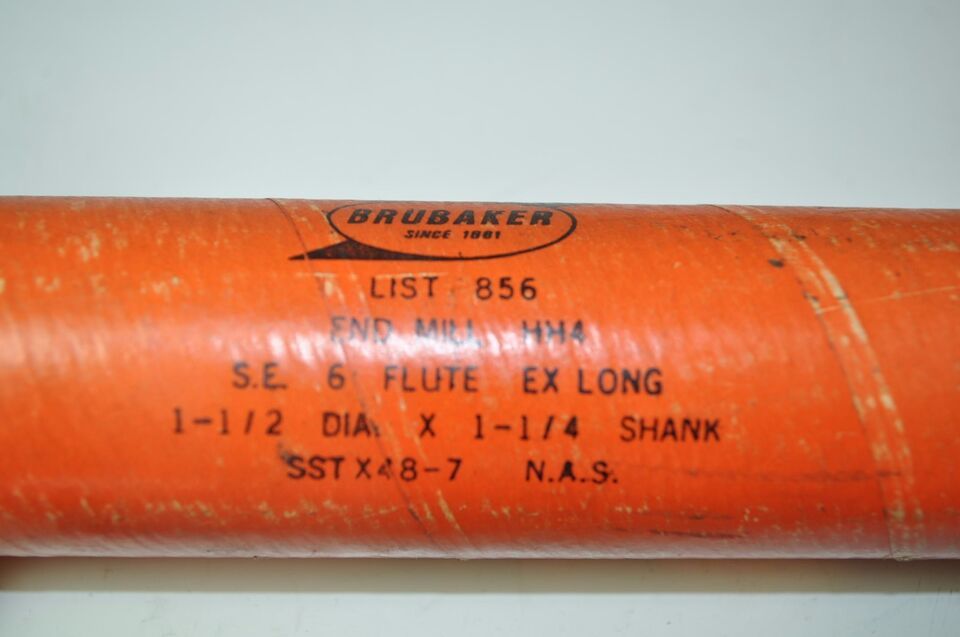 BRUBAKER
SINCE 1881
LIST 856
END MILL HH4
S.E. 6 FLUTE EX LONG
1-1/2 DIA. X 1-1/4 SHANK
SST X48-7 N.A.S.